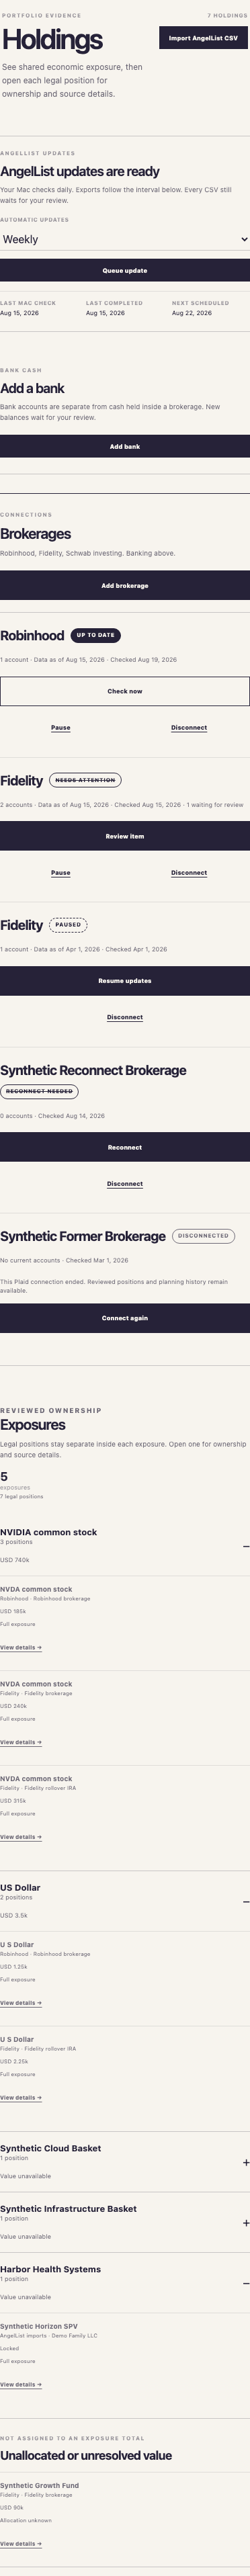 PORTFOLIO EVIDENCE
7 HOLDINGS
Holdings
Import AngelList CSV
See shared economic exposure, then
open each legal position for
ownership and source details.
ANGELLIST UPDATES
AngelList updates are ready
Your Mac checks daily. Exports follow the interval below. Every CSV still
waits for your review.
AUTOMATIC UPDATES
Weekly
Queue update
LAST MAC CHECK
LAST COMPLETED
NEXT SCHEDULED
Aug 15, 2026
Aug 15, 2026
Aug 22, 2026
BANK CASH
Add a bank
Bank accounts are separate from cash held inside a brokerage. New
balances wait for your review.
Add bank
CONNECTIONS
Brokerages
Robinhood, Fidelity, Schwab investing. Banking above.
Add brokerage
Robinhood UP TO DATE
1 account · Data as of Aug 15, 2026 · Checked Aug 19, 2026
Check now
Pause
Disconnect
Fidelity NEEDS ATTENTION
2 accounts · Data as of Aug 15, 2026 · Checked Aug 15, 2026 · 1 waiting for review
Review item
Pause
Disconnect
Fidelity PAUSED
1 account · Data as of Apr 1, 2026 · Checked Apr 1, 2026
Resume updates
Disconnect
Synthetic Reconnect Brokerage
RECONNECT NEEDED
0 accounts · Checked Aug 14, 2026
Reconnect
Disconnect
Synthetic Former Brokerage DISCONNECTED
No current accounts · Checked Mar 1, 2026
This Plaid connection ended. Reviewed positions and planning history remain
available.
Connect again
REVIEWED OWNERSHIP
Exposures
Legal positions stay separate inside each exposure. Open one for ownership
and source details.
5
exposures
7 legal positions
NVIDIA common stock
3 positions
USD 740k
−
NVDA common stock
Robinhood · Robinhood brokerage
USD 185k
Full exposure
View details →
NVDA common stock
Fidelity · Fidelity brokerage
USD 240k
Full exposure
View details →
NVDA common stock
Fidelity · Fidelity rollover IRA
USD 315k
Full exposure
View details →
US Dollar
2 positions
USD 3.5k
−
U S Dollar
Robinhood · Robinhood brokerage
USD 1.25k
Full exposure
View details →
U S Dollar
Fidelity · Fidelity rollover IRA
USD 2.25k
Full exposure
View details →
Synthetic Cloud Basket
1 position
Value unavailable
+
Synthetic Infrastructure Basket
1 position
Value unavailable
+
Harbor Health Systems
1 position
Value unavailable
−
Synthetic Horizon SPV
AngelList imports · Demo Family LLC
Locked
Full exposure
View details →
NOT ASSIGNED TO AN EXPOSURE TOTAL
Unallocated or unresolved value
Synthetic Growth Fund
Fidelity · Fidelity brokerage
USD 90k
Allocation unknown
View details →